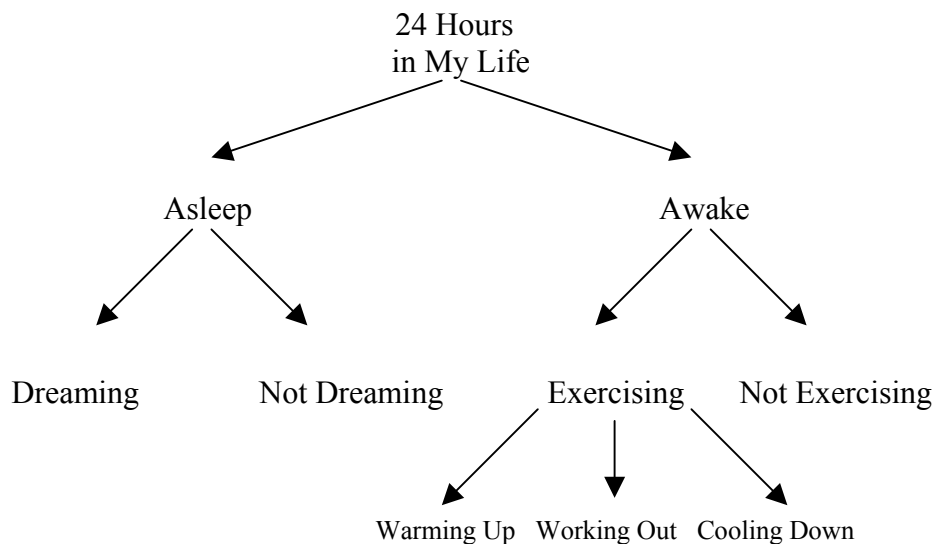 24 Hours
in My Life
Asleep Awake
Dreaming Not Dreaming Exercising Not Exercising
Warming Up Working Out Cooling Down